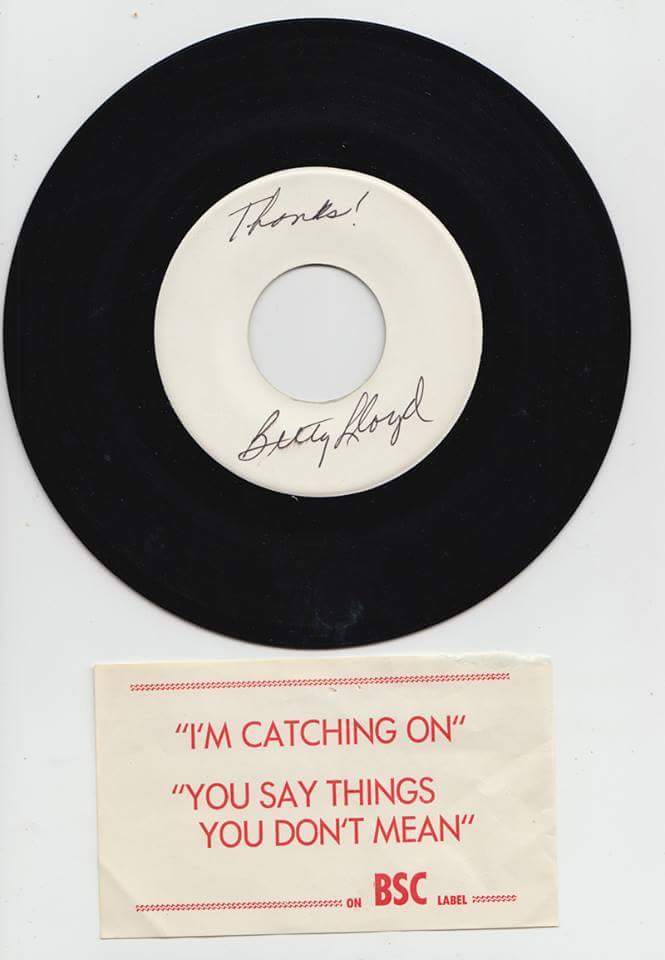 Thanks!
Betty Lloyd
"I'M CATCHING ON"
"YOU SAY THINGS
YOU DON'T MEAN"
ON BSC LABEL